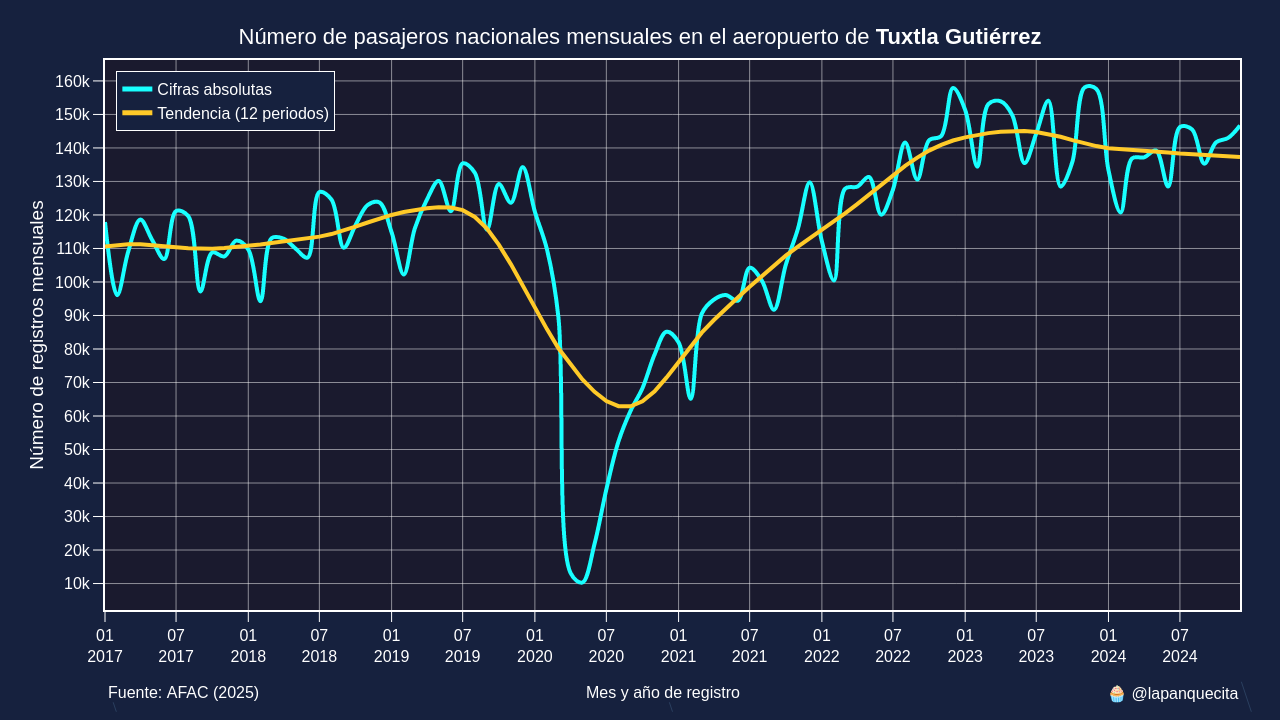 Número de pasajeros nacionales mensuales en el aeropuerto de Tuxtla Gutiérrez
Cifras absolutas
Tendencia (12 periodos)
Número de registros mensuales
160k
150k
140k
130k
120k
110k
100k
90k
80k
70k
60k
50k
40k
30k
20k
10k
01 07 01 07 01 07 01 07 01 07 01 07 01 07 01 07
2017 2017 2018 2018 2019 2019 2020 2020 2021 2021 2022 2022 2023 2023 2024 2024
Fuente: AFAC (2025) Mes y año de registro 🧁 @lapanquecita